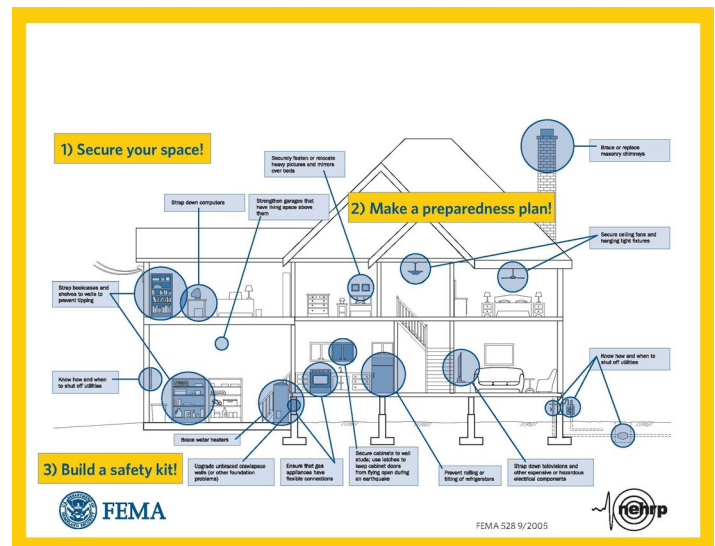 1) Secure your space!
Securely fasten or relocate
heavy pictures and mirrors
over beds
Brace or replace
masonry chimneys
Strap down computers
Strengthen garages that
have living space above
them
2) Make a preparedness plan!
Secure ceiling fans and
hanging light fixtures
Strap bookcases and
shelves to walls to
prevent tipping
Know how and when
to shut off utilities
Know how and when to
shut off utilities
Brace water heaters
3) Build a safety kit!
Upgrade unbraced crawlspace
walls (or other foundation
problems)
Ensure that gas
appliances have
flexible connections
Secure cabinets to wall
studs; use latches to
keep cabinet doors
from flying open during
an earthquake
Prevent rolling or
tilting of refrigerators
Strap down televisions and
other expensive or hazardous
electrical components
FEMA
FEMA 528 9/2005
nehrp